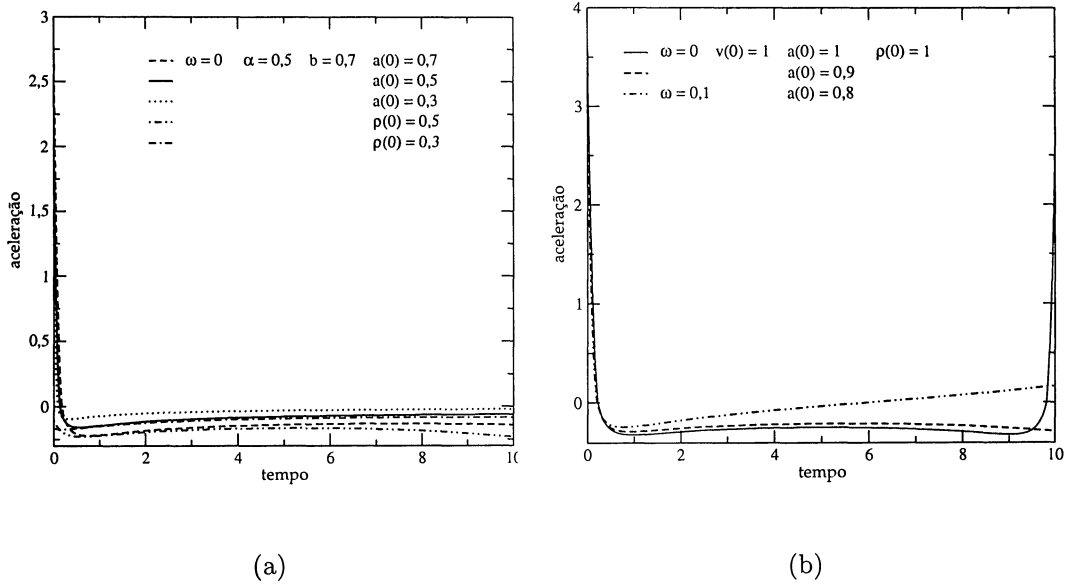 3
2,5
2
1,5
1
0,5
0
aceleração
0 2 4 6 8 10
tempo
ω = 0 α = 0,5 b = 0,7 a(0) = 0,7
a(0) = 0,5
a(0) = 0,3
ρ(0) = 0,5
ρ(0) = 0,3
(a)
4
3
2
1
0
aceleração
0 2 4 6 8 10
tempo
ω = 0 v(0) = 1 a(0) = 1 ρ(0) = 1
a(0) = 0,9
ω = 0,1 a(0) = 0,8
(b)